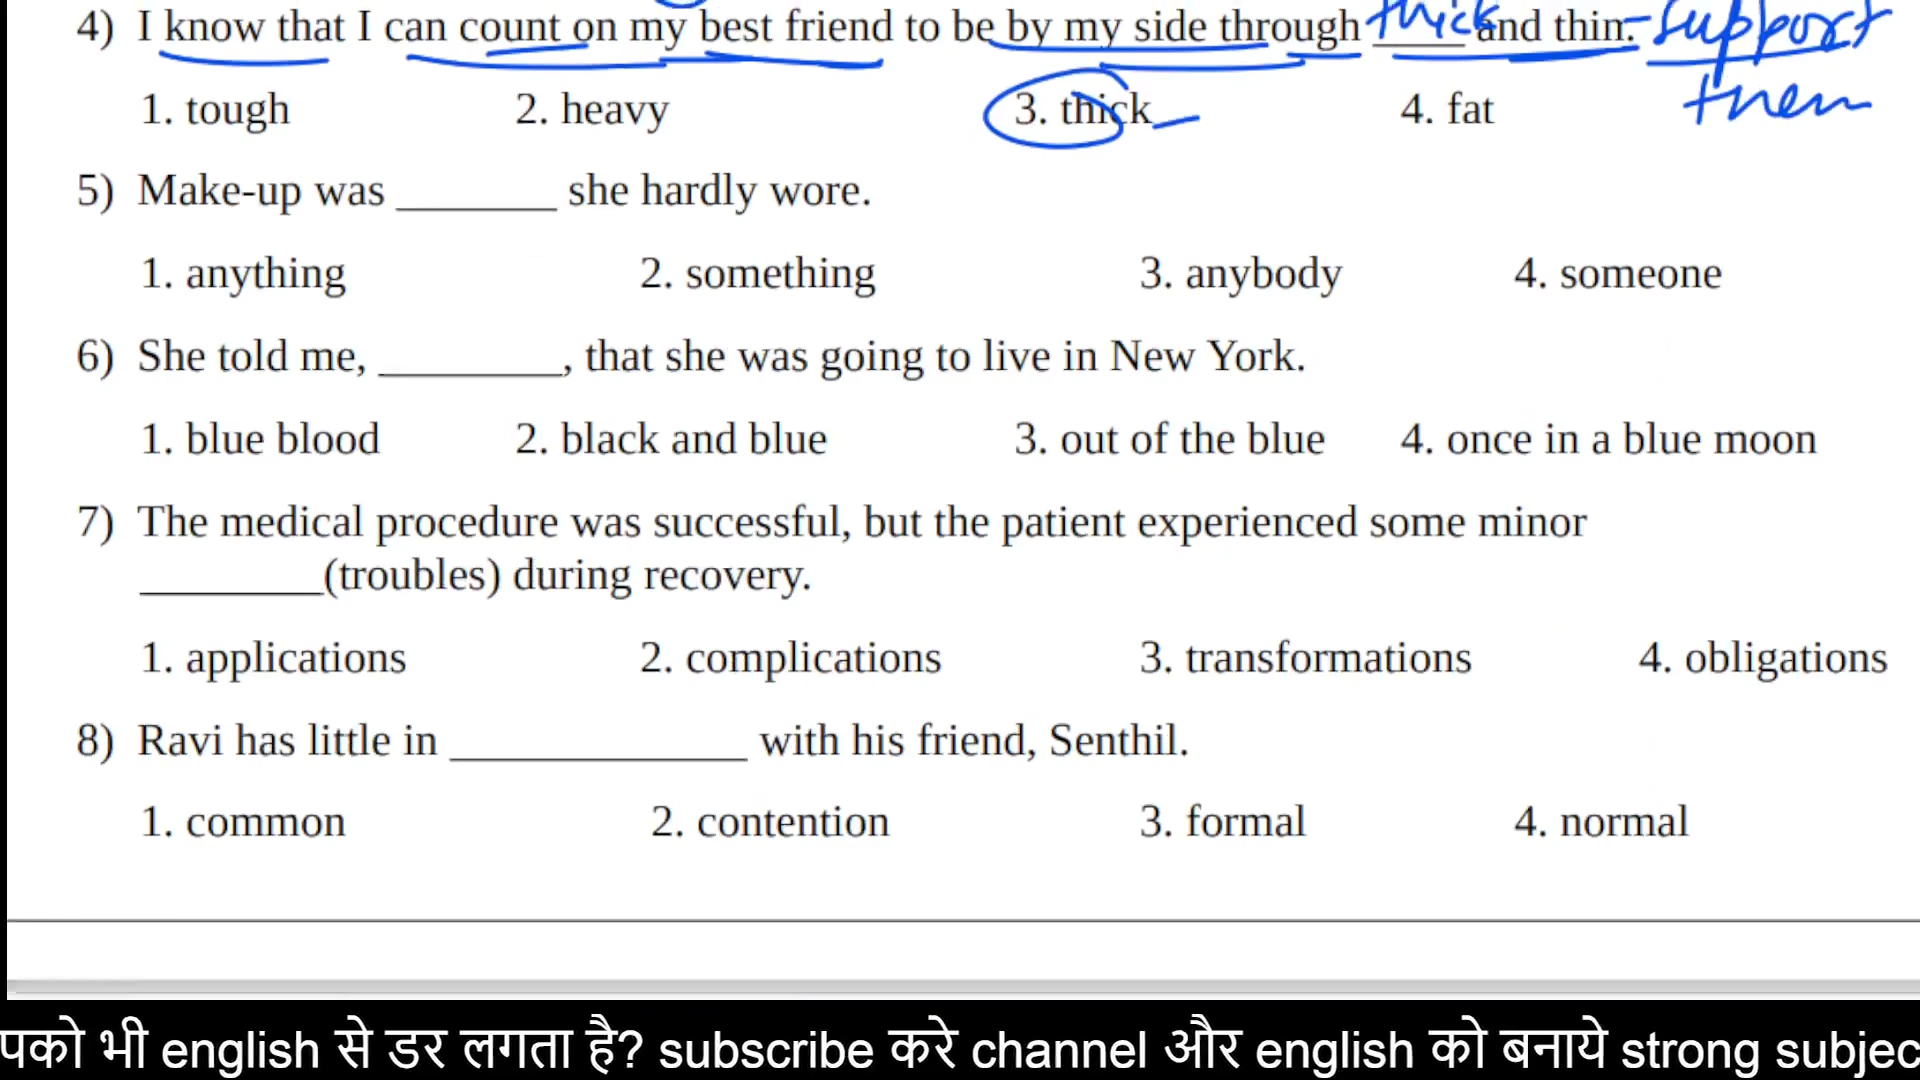 4) I know that I can count on my best friend to be by my side through thick and thin. - support
them
1. tough 2. heavy 3. thick 4. fat
5) Make-up was ________ she hardly wore.
1. anything 2. something 3. anybody 4. someone
6) She told me, ________, that she was going to live in New York.
1. blue blood 2. black and blue 3. out of the blue 4. once in a blue moon
7) The medical procedure was successful, but the patient experienced some minor
________(troubles) during recovery.
1. applications 2. complications 3. transformations 4. obligations
8) Ravi has little in _____________ with his friend, Senthil.
1. common 2. contention 3. formal 4. normal
पको भी english से डर लगता है? subscribe करे channel और english को बनाये strong subjec